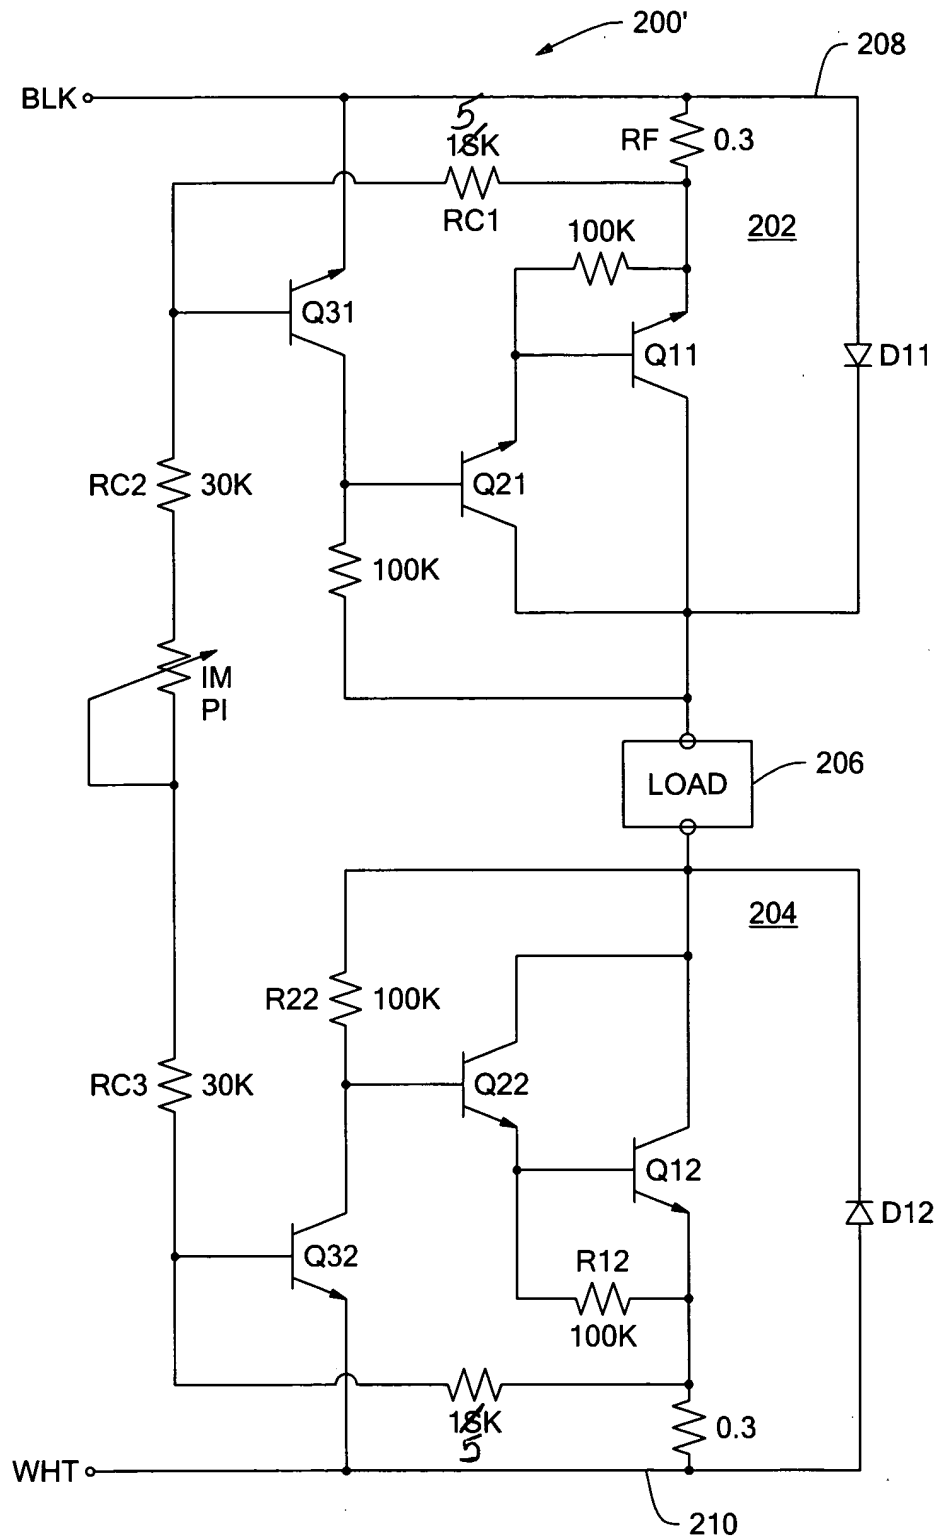 200'
208
BLK
5
18K
RF 0.3
RC1
202
100K
Q31
Q11
D11
RC2 30K
Q21
100K
IM
PI
LOAD
206
204
R22 100K
RC3 30K
Q22
Q12
D12
Q32
R12
100K
18K
5
0.3
WHT
210